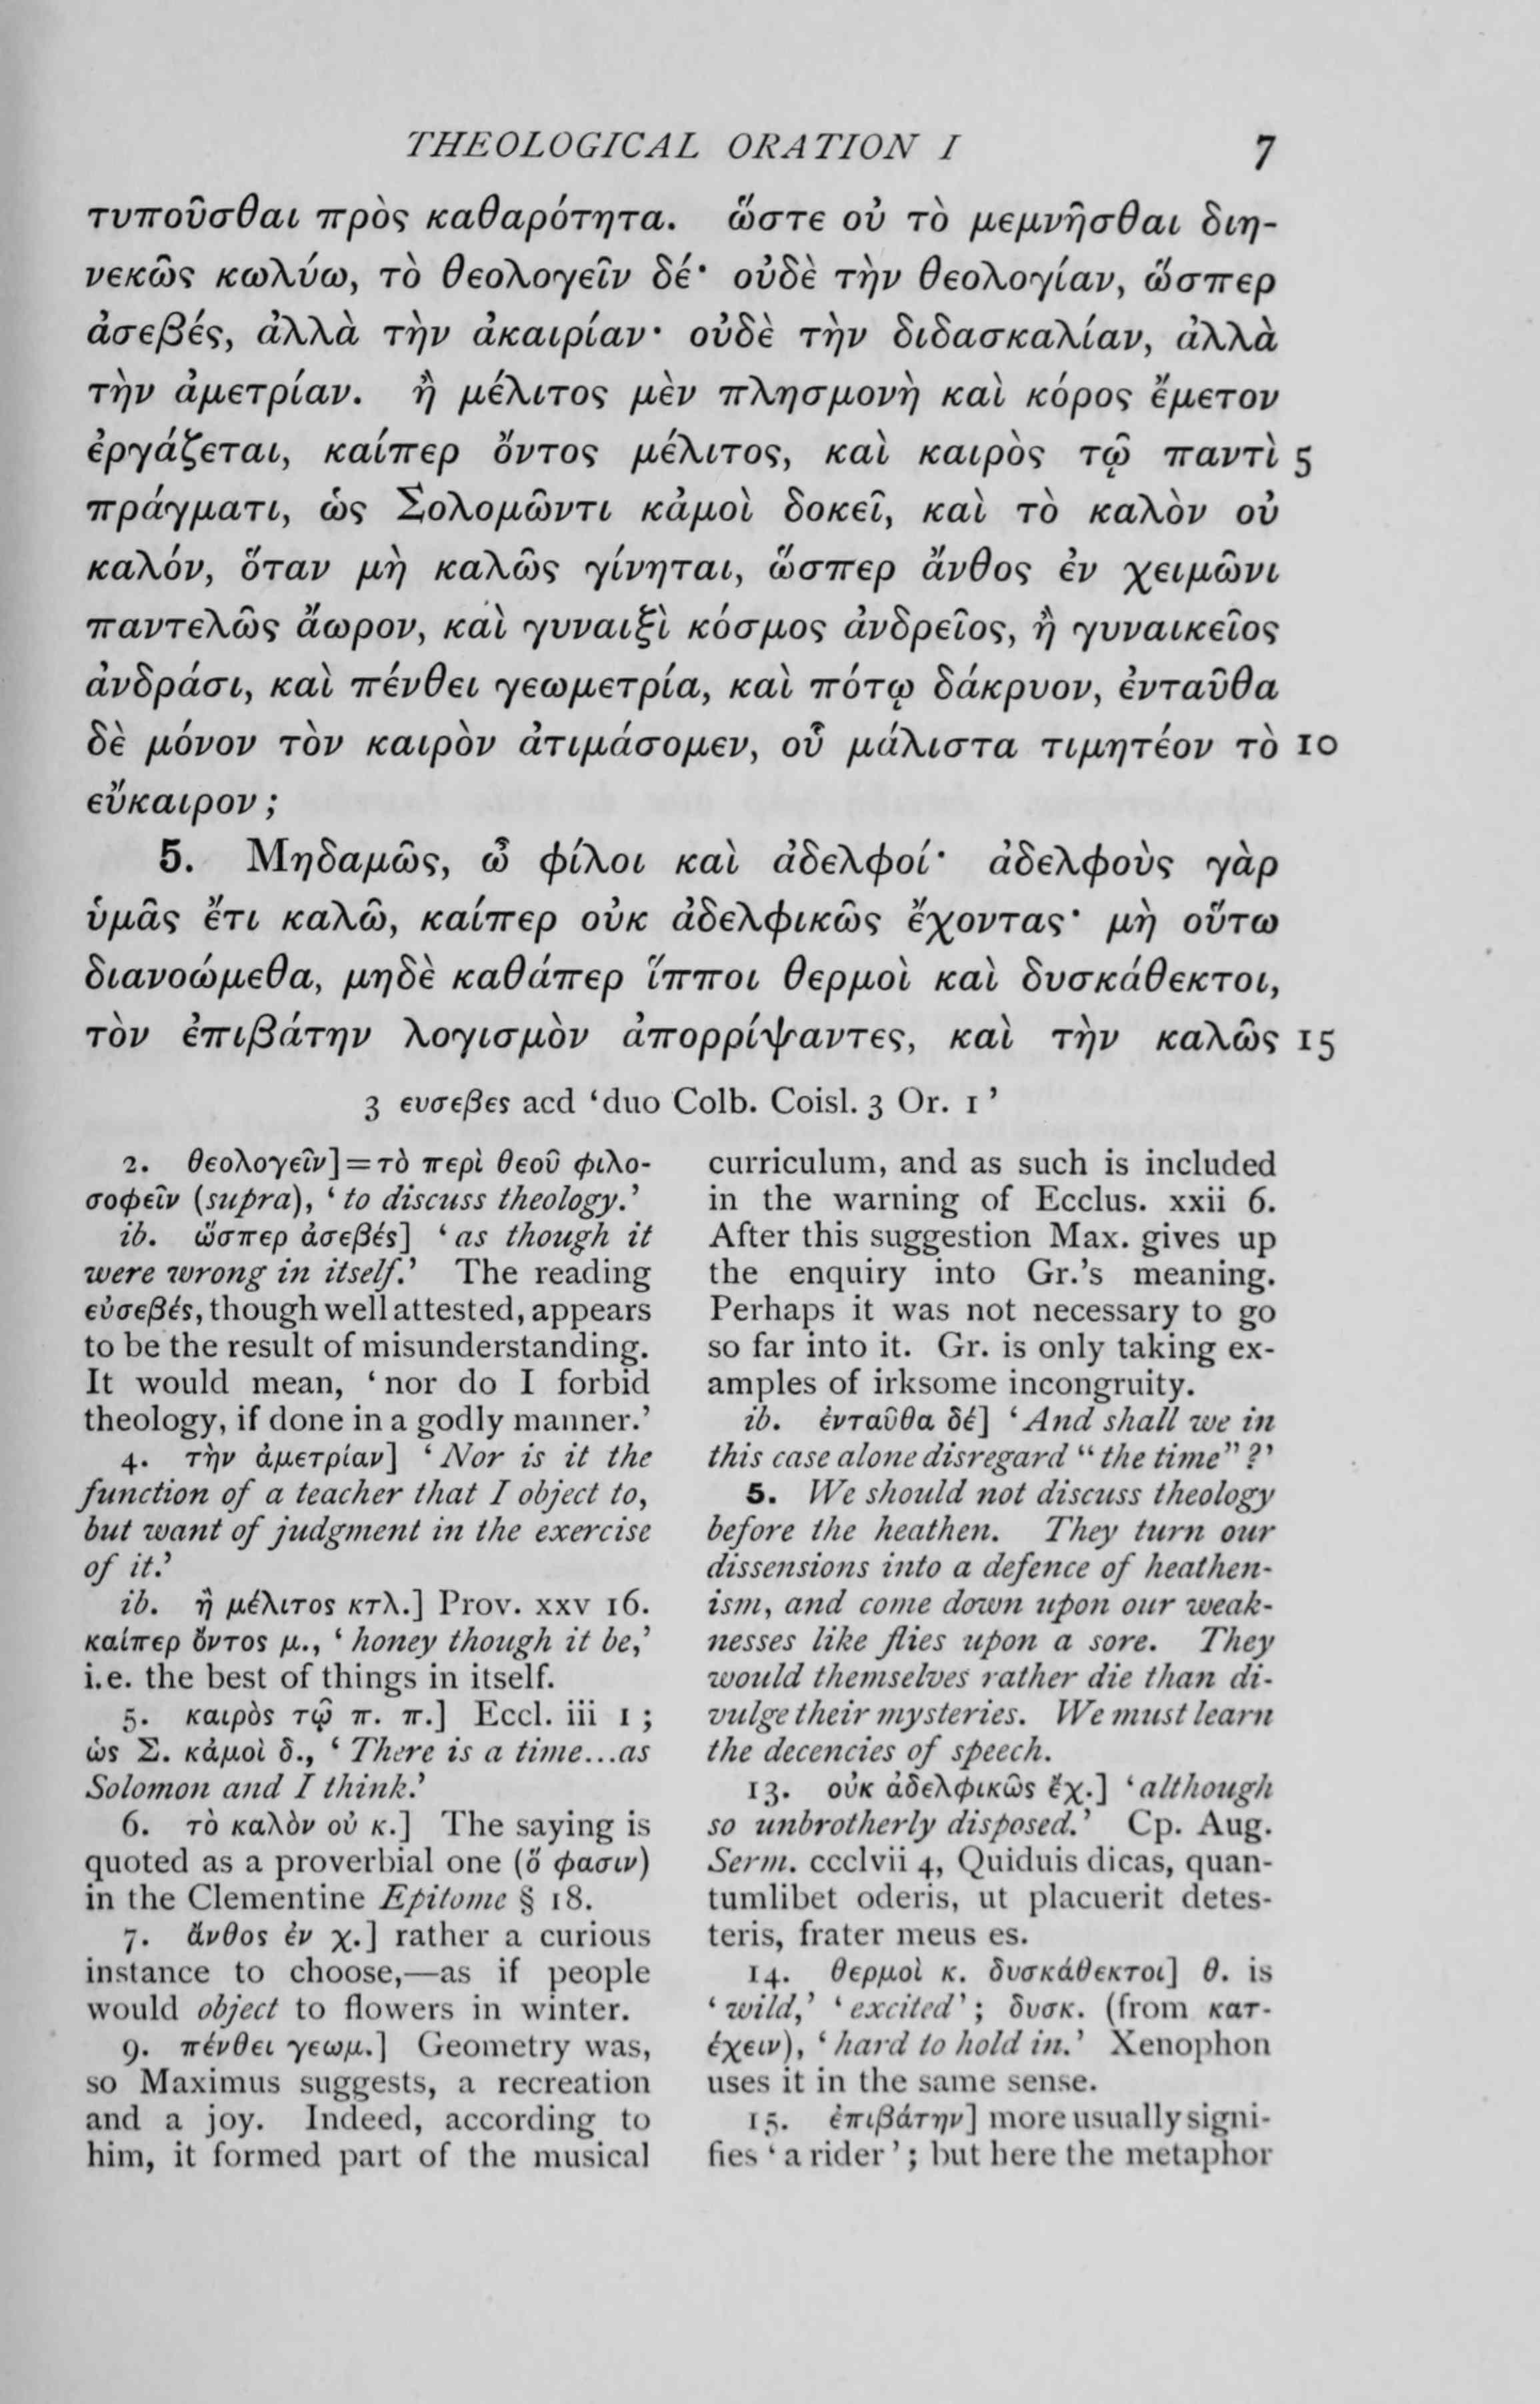 THEOLOGICAL ORATION I 7
τυποῦσθαι πρὸς καθαρότητα. ὥστε οὐ τὸ μεμνῆσθαι διη-
νεκῶς κωλύω, τὸ θεολογεῖν δέ· οὐδὲ τὴν θεολογίαν, ὥσπερ
ἀσεβές, ἀλλὰ τὴν ἀκαιρίαν· οὐδὲ τὴν διδασκαλίαν, ἀλλὰ
τὴν ἀμετρίαν. ἢ μέλιτος μὲν πλησμονὴ καὶ κόρος ἔμετον
ἐργάζεται, καίπερ ὄντος μέλιτος, καὶ καιρὸς τῷ παντὶ 5
πράγματι, ὡς Σολομῶντι κἀμοὶ δοκεῖ, καὶ τὸ καλὸν οὐ
καλόν, ὅταν μὴ καλῶς γίνηται, ὥσπερ ἄνθος ἐν χειμῶνι
παντελῶς ἄωρον, καὶ γυναιξὶ κόσμος ἀνδρεῖος, ἢ γυναικεῖος
ἀνδράσι, καὶ πένθει γεωμετρία, καὶ πότῳ δάκρυον, ἐνταῦθα
δὲ μόνον τὸν καιρὸν ἀτιμάσομεν, οὗ μάλιστα τιμητέον τὸ 10
εὔκαιρον;
5. Μηδαμῶς, ὦ φίλοι καὶ ἀδελφοί· ἀδελφοὺς γὰρ
ὑμᾶς ἔτι καλῶ, καίπερ οὐκ ἀδελφικῶς ἔχοντας· μὴ οὕτω
διανοώμεθα, μηδὲ καθάπερ ἵπποι θερμοὶ καὶ δυσκάθεκτοι,
τὸν ἐπιβάτην λογισμὸν ἀπορρίψαντες, καὶ τὴν καλῶς 15
3 ευσεβες acd ‘duo Colb. Coisl. 3 Or. 1’
2. θεολογεῖν]=τὸ περὶ θεοῦ φιλο-
σοφεῖν (supra), ‘to discuss theology.’
ib. ὥσπερ ἀσεβές] ‘as though it
were wrong in itself.’ The reading
εὐσεβές, though well attested, appears
to be the result of misunderstanding.
It would mean, ‘nor do I forbid
theology, if done in a godly manner.’
4. τὴν ἀμετρίαν] ‘Nor is it the
function of a teacher that I object to,
but want of judgment in the exercise
of it.’
ib. ἢ μέλιτος κτλ.] Prov. xxv 16.
καίπερ ὄντος μ., ‘honey though it be,’
i.e. the best of things in itself.
5. καιρὸς τῷ π. π.] Eccl. iii 1;
ὡς Σ. κἀμοὶ δ., ‘There is a time...as
Solomon and I think.’
6. τὸ καλὸν οὐ κ.] The saying is
quoted as a proverbial one (ὅ φασιν)
in the Clementine Epitome § 18.
7. ἄνθος ἐν χ.] rather a curious
instance to choose,—as if people
would object to flowers in winter.
9. πένθει γεωμ.] Geometry was,
so Maximus suggests, a recreation
and a joy. Indeed, according to
him, it formed part of the musical
curriculum, and as such is included
in the warning of Ecclus. xxii 6.
After this suggestion Max. gives up
the enquiry into Gr.’s meaning.
Perhaps it was not necessary to go
so far into it. Gr. is only taking ex-
amples of irksome incongruity.
ib. ἐνταῦθα δέ] ‘And shall we in
this case alone disregard “the time”?’
5. We should not discuss theology
before the heathen. They turn our
dissensions into a defence of heathen-
ism, and come down upon our weak-
nesses like flies upon a sore. They
would themselves rather die than di-
vulge their mysteries. We must learn
the decencies of speech.
13. οὐκ ἀδελφικῶς ἔχ.] ‘although
so unbrotherly disposed.’ Cp. Aug.
Serm. ccclvii 4, Quiduis dicas, quan-
tumlibet oderis, ut placuerit detes-
teris, frater meus es.
14. θερμοὶ κ. δυσκάθεκτοι] θ. is
‘wild,’ ‘excited’; δυσκ. (from κατ-
έχειν), ‘hard to hold in.’ Xenophon
uses it in the same sense.
15. ἐπιβάτην] more usually signi-
fies ‘a rider’; but here the metaphor